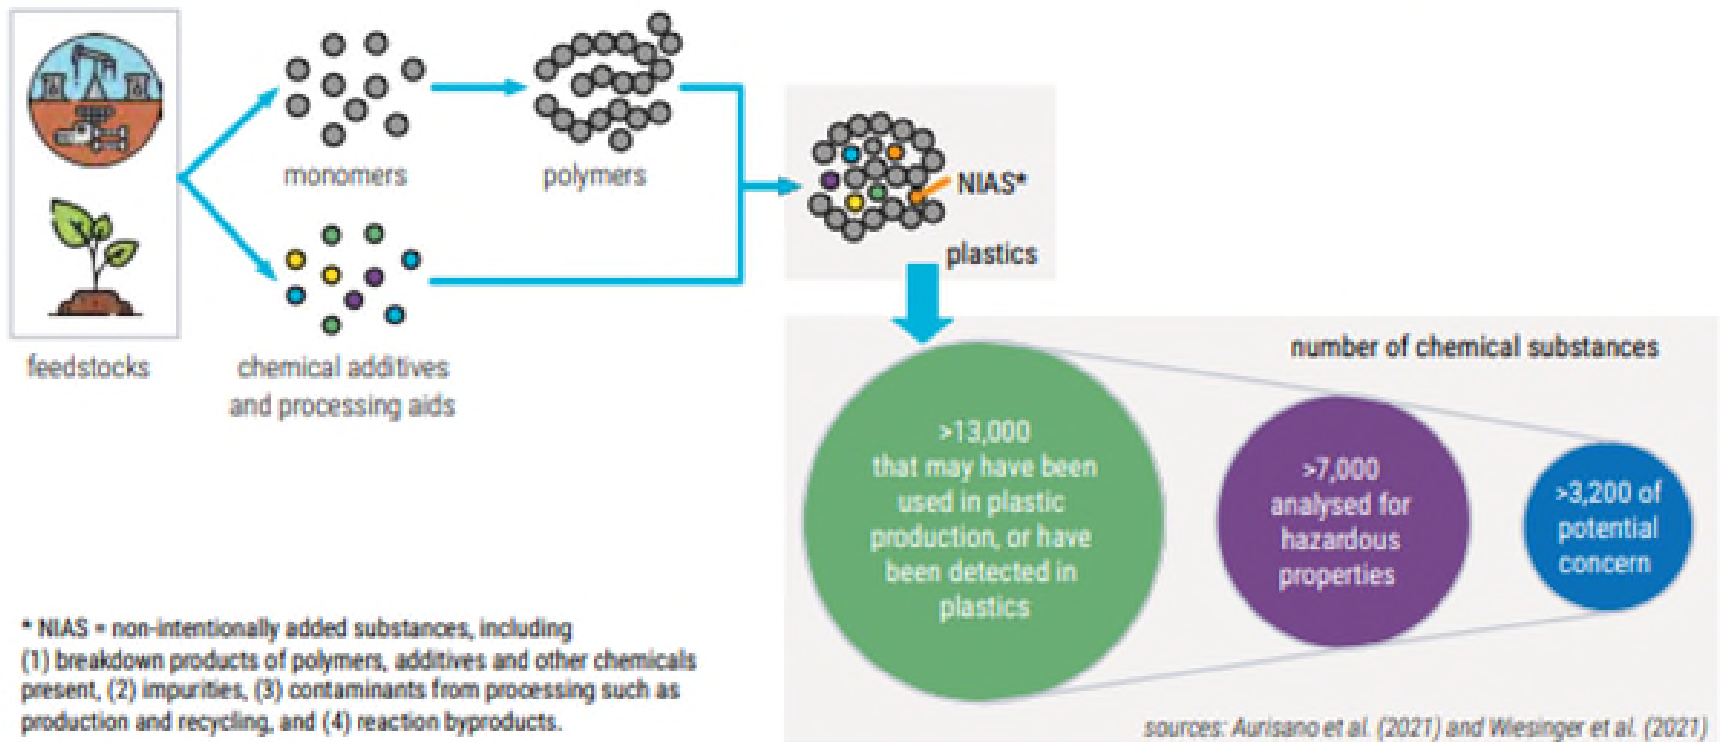 monomers
polymers
NIAS*
plastics
feedstocks
chemical additives
and processing aids
number of chemical substances
>13,000
that may have been
used in plastic
production, or have
been detected in
plastics
>7,000
analysed for
hazardous
properties
>3,200 of
potential
concern
* NIAS = non-intentionally added substances, including
(1) breakdown products of polymers, additives and other chemicals
present, (2) impurities, (3) contaminants from processing such as
production and recycling, and (4) reaction byproducts.
sources: Aurisano et al. (2021) and Wiesinger et al. (2021)